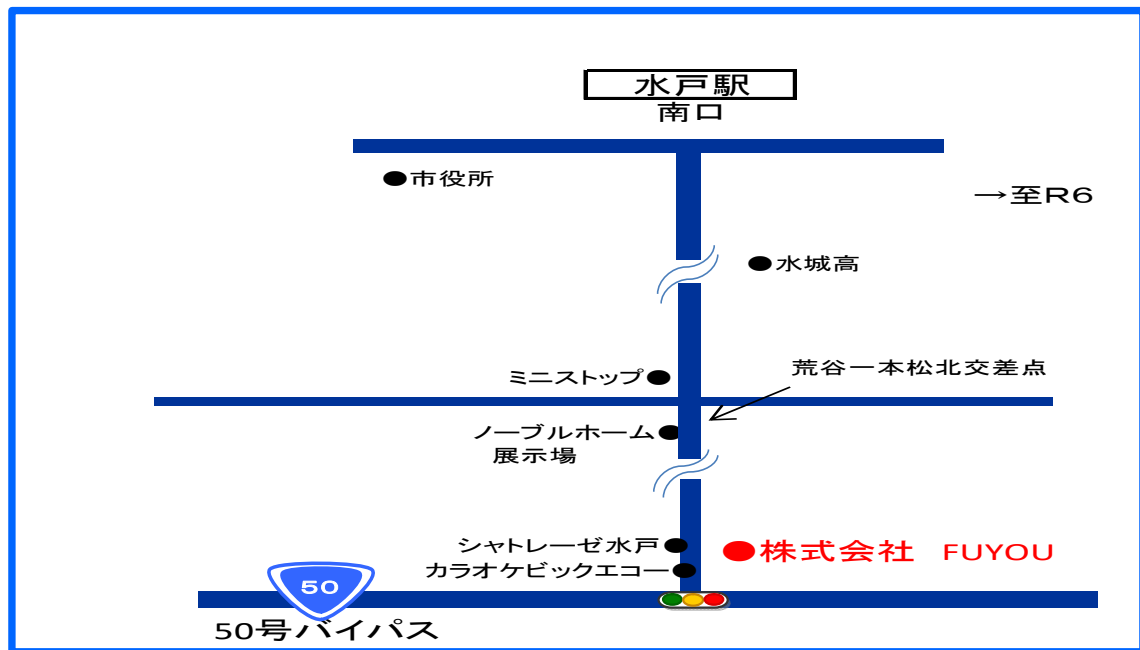 水戸駅
南口
市役所
→至R6
水城高
ミニストップ
荒谷一本松北交差点
ノーブルホーム
展示場
シャトレーゼ水戸
株式会社 FUYOU
カラオケビックエコー
50
50号バイパス